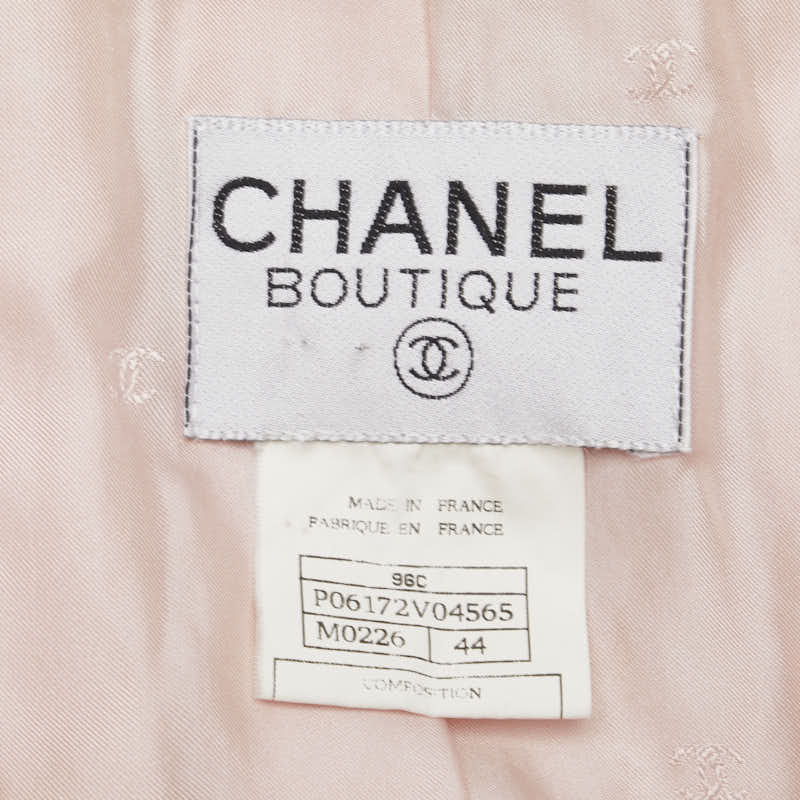 CHANEL
BOUTIQUE
MADE IN FRANCE
FABRIQUE EN FRANCE
96C
P06172V04565
M0226 44
COMPOSITION